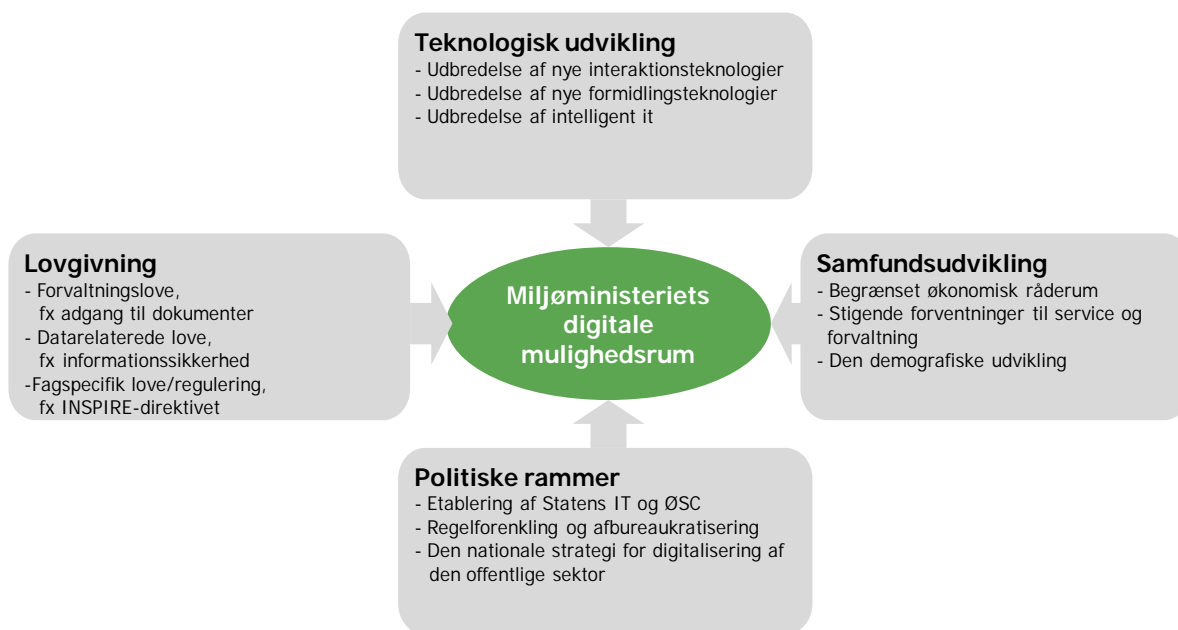 Teknologisk udvikling
- Udbredelse af nye interaktionsteknologier
- Udbredelse af nye formidlingsteknologier
- Udbredelse af intelligent it
Lovgivning
- Forvaltningslove,
fx adgang til dokumenter
- Datarelaterede love,
fx informationssikkerhed
-Fagspecifik love/regulering,
fx INSPIRE-direktivet
Miljøministeriets
digitale
mulighedsrum
Samfundsudvikling
- Begrænset økonomisk råderum
- Stigende forventninger til service og
forvaltning
- Den demografiske udvikling
Politiske rammer
- Etablering af Statens IT og ØSC
- Regelforenkling og afbureaukratisering
- Den nationale strategi for digitalisering af
den offentlige sektor